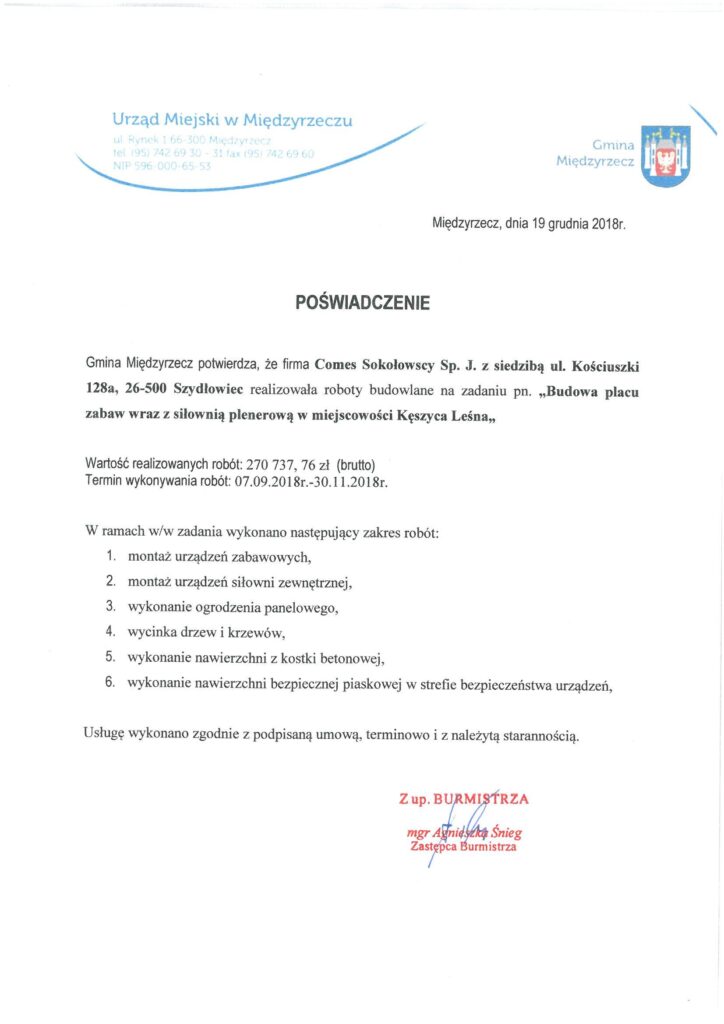 Urząd Miejski w Międzyrzeczu
ul. Rynek 1 66-300 Międzyrzecz
tel. (95) 742 69 30 - 31 fax (95) 742 69 60
NIP 596-000-65-53
Gmina
Międzyrzecz
Międzyrzecz, dnia 19 grudnia 2018r.
POŚWIADCZENIE
Gmina Międzyrzecz potwierdza, że firma Comes Sokołowscy Sp. J. z siedzibą ul. Kościuszki
128a, 26-500 Szydłowiec realizowała roboty budowlane na zadaniu pn. „Budowa placu
zabaw wraz z siłownią plenerową w miejscowości Kęszyca Leśna„
Wartość realizowanych robót: 270 737, 76 zł (brutto)
Termin wykonywania robót: 07.09.2018r.-30.11.2018r.
W ramach w/w zadania wykonano następujący zakres robót:
1. montaż urządzeń zabawowych,
2. montaż urządzeń siłowni zewnętrznej,
3. wykonanie ogrodzenia panelowego,
4. wycinka drzew i krzewów,
5. wykonanie nawierzchni z kostki betonowej,
6. wykonanie nawierzchni bezpiecznej piaskowej w strefie bezpieczeństwa urządzeń,
Usługę wykonano zgodnie z podpisaną umową, terminowo i z należytą starannością.
Z up. BURMISTRZA
mgr Agnieszka Śnieg
Zastępca Burmistrza